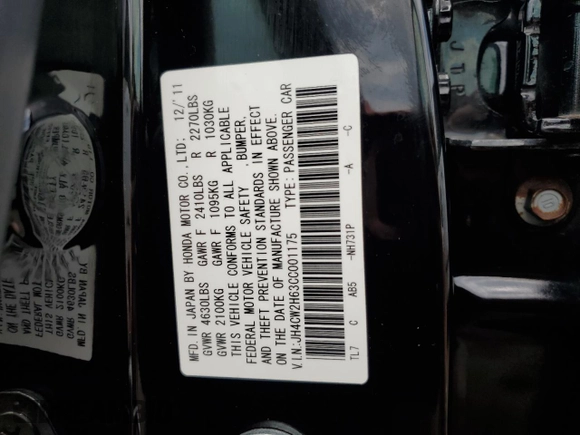 MFD. IN JAPAN BY HONDA MOTOR CO., LTD. 12/'11
GVWR 4630LBS GAWR F 2410LBS R 2270LBS
GVWR 2100KG GAWR F 1095KG R 1030KG
THIS VEHICLE CONFORMS TO ALL APPLICABLE
FEDERAL MOTOR VEHICLE SAFETY , BUMPER,
AND THEFT PREVENTION STANDARDS IN EFFECT
ON THE DATE OF MANUFACTURE SHOWN ABOVE.
V.I.N.: JH4CW2H63CC001175 TYPE: PASSENGER CAR
TL7 C AB5 -NH731P -A -C